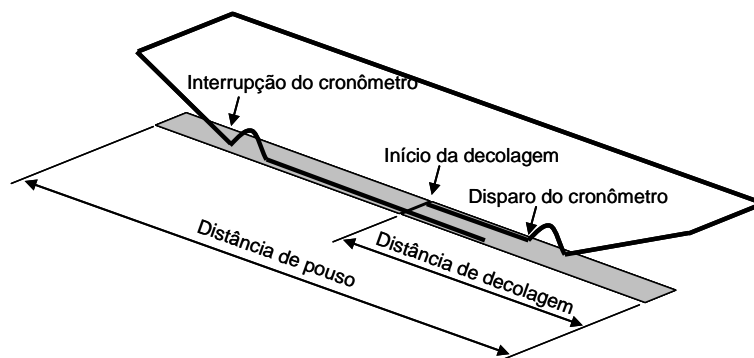 Interrupção do cronômetro
Início da decolagem
Disparo do cronômetro
Distância de decolagem
Distância de pouso